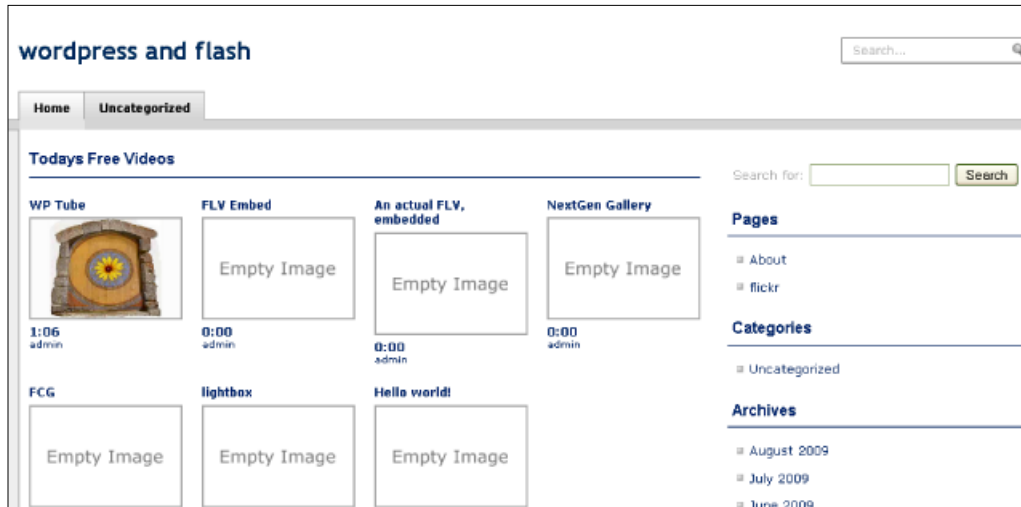 wordpress and flash
Search...
Home
Uncategorized
Todays Free Videos
WP Tube
1:06
admin
FLV Embed
Empty Image
0:00
admin
An actual FLV,
embedded
Empty Image
0:00
admin
NextGen Gallery
Empty Image
0:00
admin
FCG
Empty Image
lightbox
Empty Image
Hello world!
Empty Image
Search for:
Search
Pages
About
flickr
Categories
Uncategorized
Archives
August 2009
July 2009
June 2009